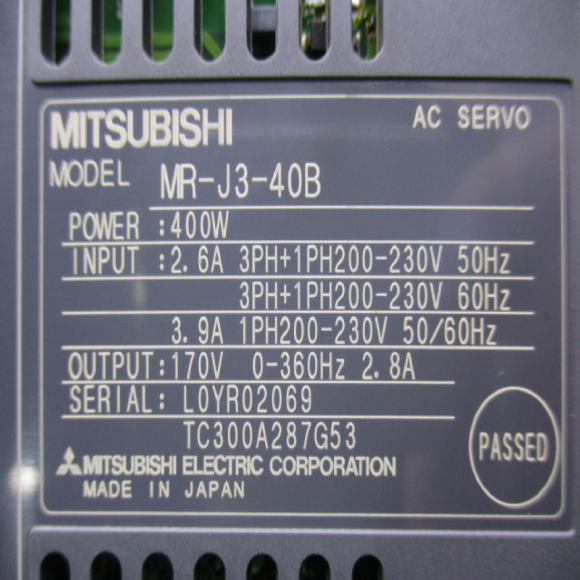 MITSUBISHI AC SERVO
MODEL MR-J3-40B
POWER :400W
INPUT :2.6A 3PH+1PH200-230V 50Hz
3PH+1PH200-230V 60Hz
3.9A 1PH200-230V 50/60Hz
OUTPUT:170V 0-360Hz 2.8A
SERIAL: L0YR02069
TC300A287G53
PASSED
MITSUBISHI ELECTRIC CORPORATION
MADE IN JAPAN